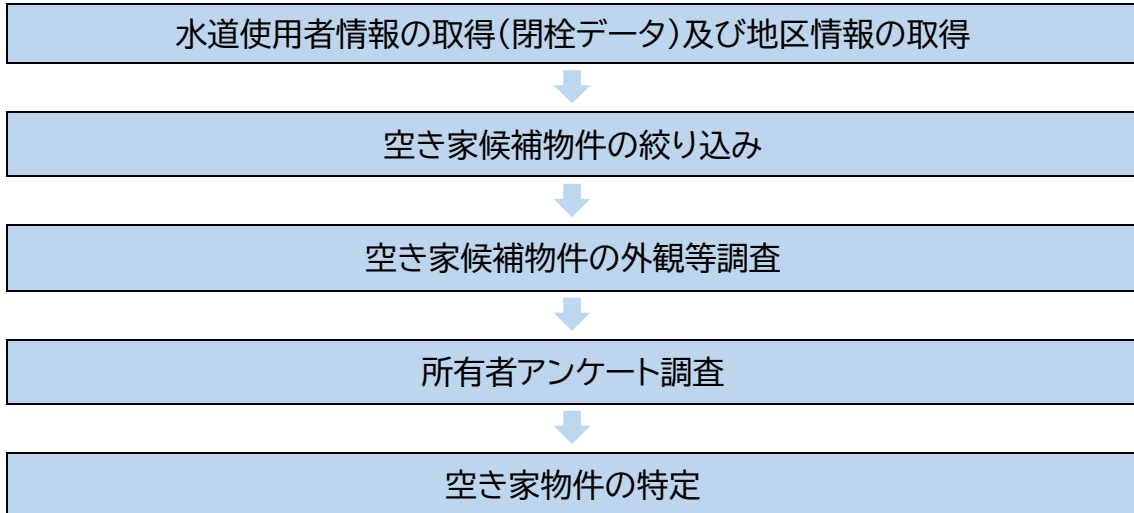 水道使用者情報の取得(閉栓データ)及び地区情報の取得
空き家候補物件の絞り込み
空き家候補物件の外観等調査
所有者アンケート調査
空き家物件の特定